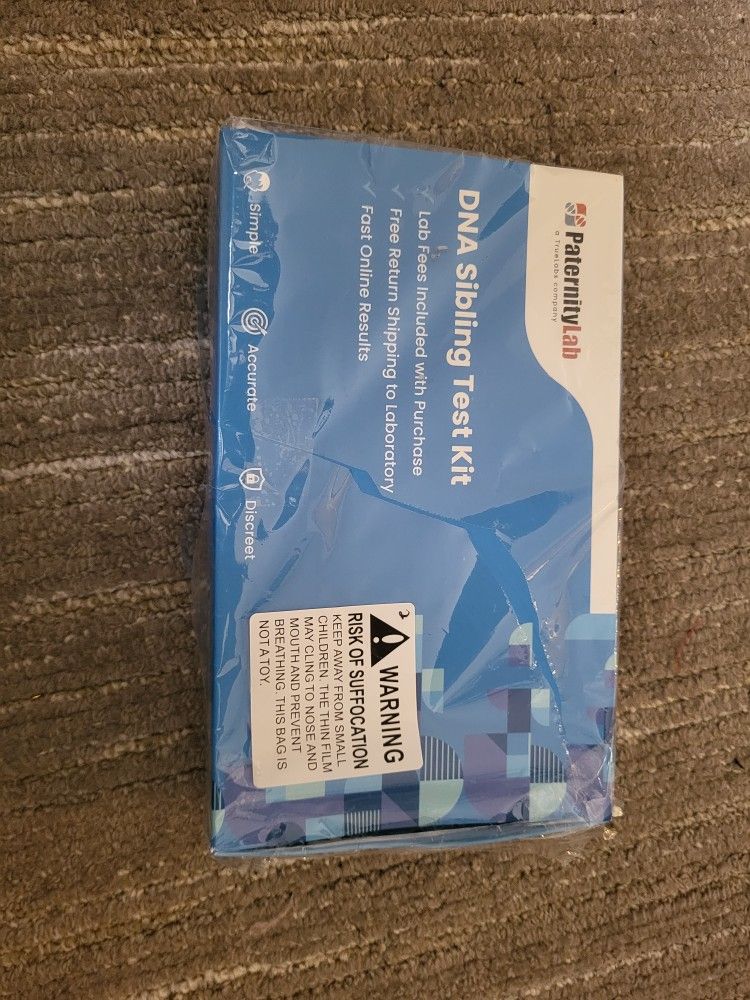 PaternityLab
a TrueLabs company
DNA Sibling Test Kit
Lab Fees Included with Purchase
Free Return Shipping to Laboratory
Fast Online Results
Simple
Accurate
Discreet
WARNING
RISK OF SUFFOCATION
KEEP AWAY FROM SMALL
CHILDREN. THE THIN FILM
MAY CLING TO NOSE AND
MOUTH AND PREVENT
BREATHING. THIS BAG IS
NOT A TOY.